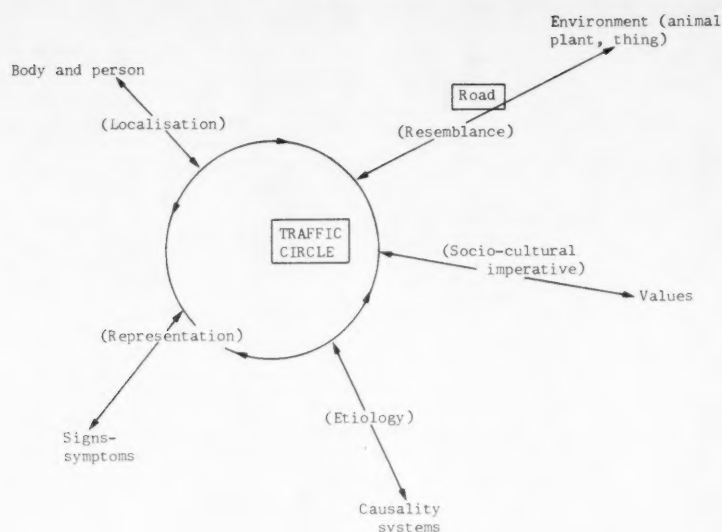 Environment (animal
plant, thing)
Body and person
Road
(Localisation)
(Resemblance)
TRAFFIC
CIRCLE
(Socio-cultural
imperative)
Values
(Representation)
(Etiology)
Signs-
symptoms
Causality
systems